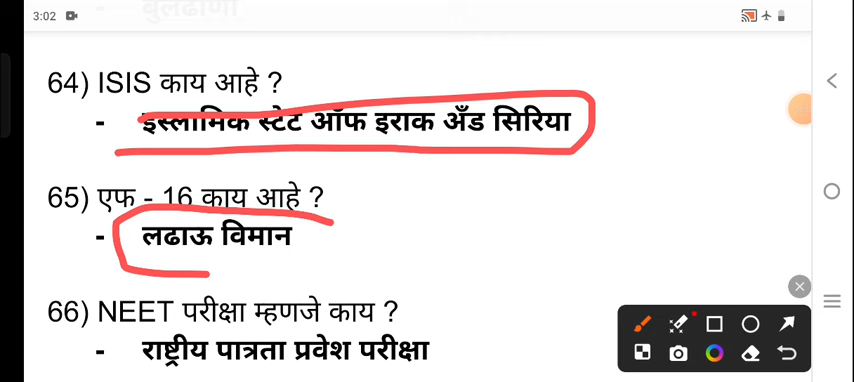 बुलढाणा
3:02
64) ISIS काय आहे ?
- इस्लामिक स्टेट ऑफ इराक अँड सिरिया
65) एफ - 16 काय आहे ?
- लढाऊ विमान
66) NEET परीक्षा म्हणजे काय ?
- राष्ट्रीय पात्रता प्रवेश परीक्षा